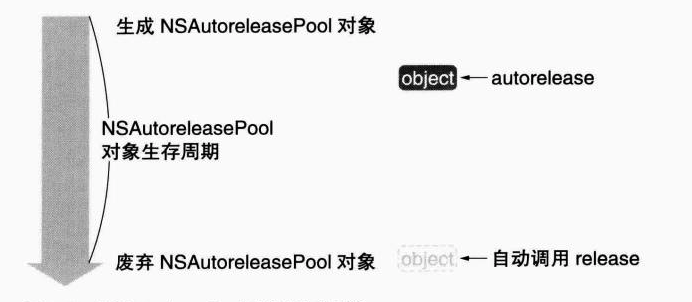 生成 NSAutoreleasePool 对象
object
autorelease
NSAutoreleasePool
对象生存周期
废弃 NSAutoreleasePool 对象
object
自动调用 release